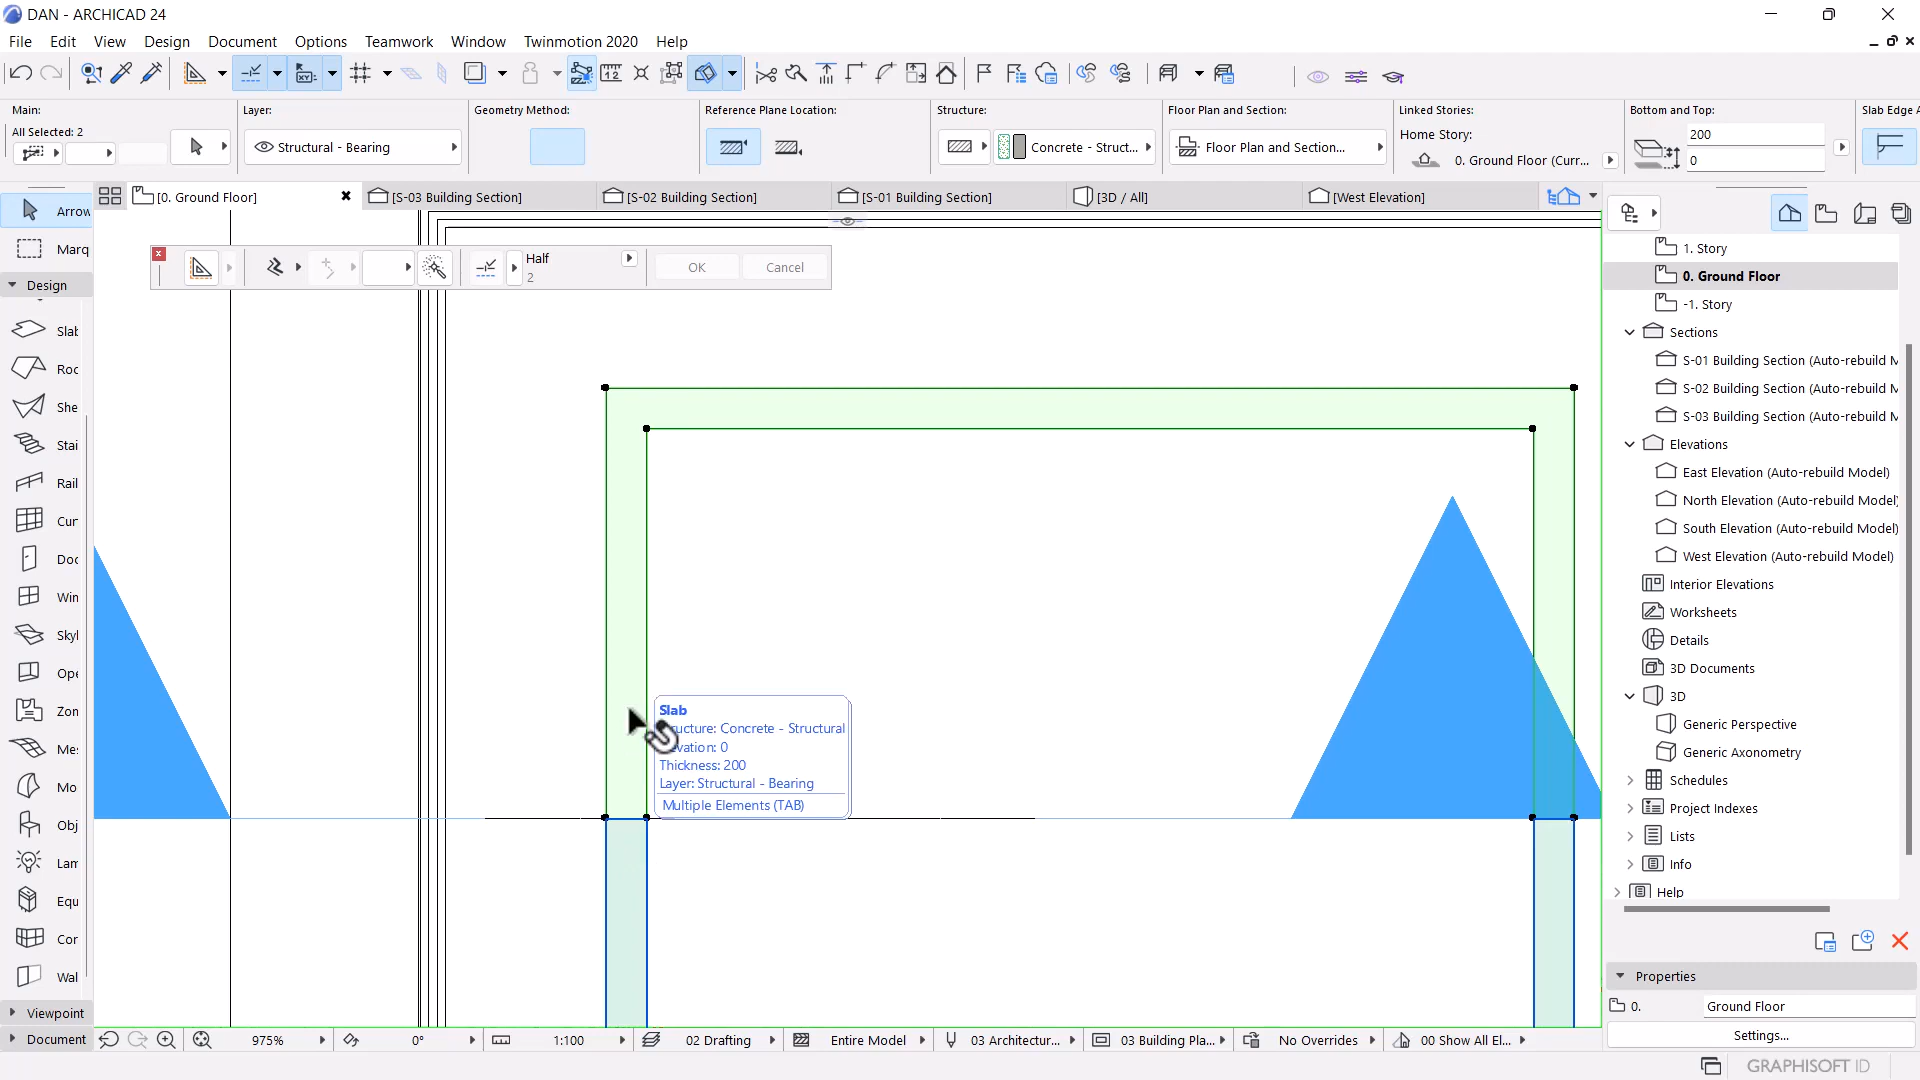 DAN - ARCHICAD 24
File Edit View Design Document Options Teamwork Window Twinmotion 2020 Help
Main: Layer: Geometry Method: Reference Plane Location: Structure: Floor Plan and Section: Linked Stories: Bottom and Top: Slab Edge A
All Selected: 2
Structural - Bearing
Concrete - Struct...
Floor Plan and Section...
Home Story:
0. Ground Floor (Curr...
200
0
[0. Ground Floor] [S-03 Building Section] [S-02 Building Section] [S-01 Building Section] [3D / All] [West Elevation]
Arrow
Marq
Design
Slab
Roo
She
Stai
Rail
Cur
Doo
Win
Skyl
Ope
Zon
Mes
Mo
Obj
Lam
Equ
Cor
Wal
Viewpoint
Document
Half
2
OK Cancel
Slab
ructure: Concrete - Structural
evation: 0
Thickness: 200
Layer: Structural - Bearing
Multiple Elements (TAB)
1. Story
0. Ground Floor
-1. Story
Sections
S-01 Building Section (Auto-rebuild M
S-02 Building Section (Auto-rebuild M
S-03 Building Section (Auto-rebuild M
Elevations
East Elevation (Auto-rebuild Model)
North Elevation (Auto-rebuild Model)
South Elevation (Auto-rebuild Model)
West Elevation (Auto-rebuild Model)
Interior Elevations
Worksheets
Details
3D Documents
3D
Generic Perspective
Generic Axonometry
Schedules
Project Indexes
Lists
Info
Help
Properties
0. Ground Floor
Settings...
975% 0° 1:100 02 Drafting Entire Model 03 Architectur... 03 Building Pla... No Overrides 00 Show All El...
GRAPHISOFT ID